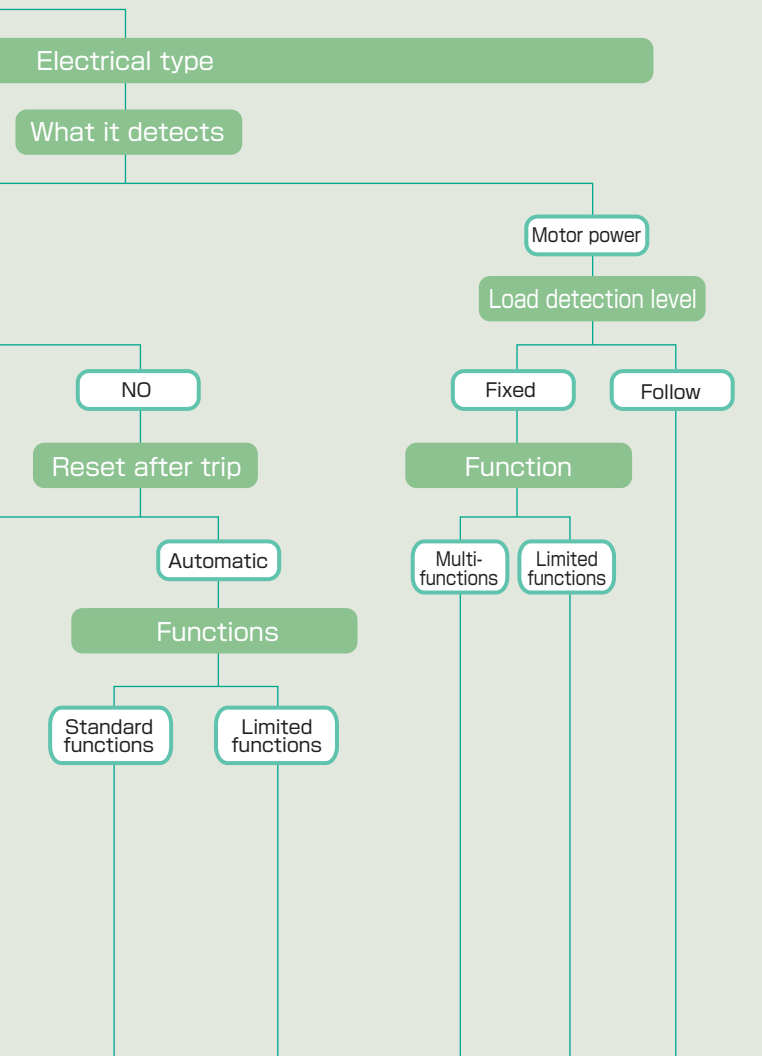 Electrical type
What it detects
Motor power
Load detection level
NO
Fixed
Follow
Reset after trip
Function
Automatic
Multi-
functions
Limited
functions
Functions
Standard
functions
Limited
functions